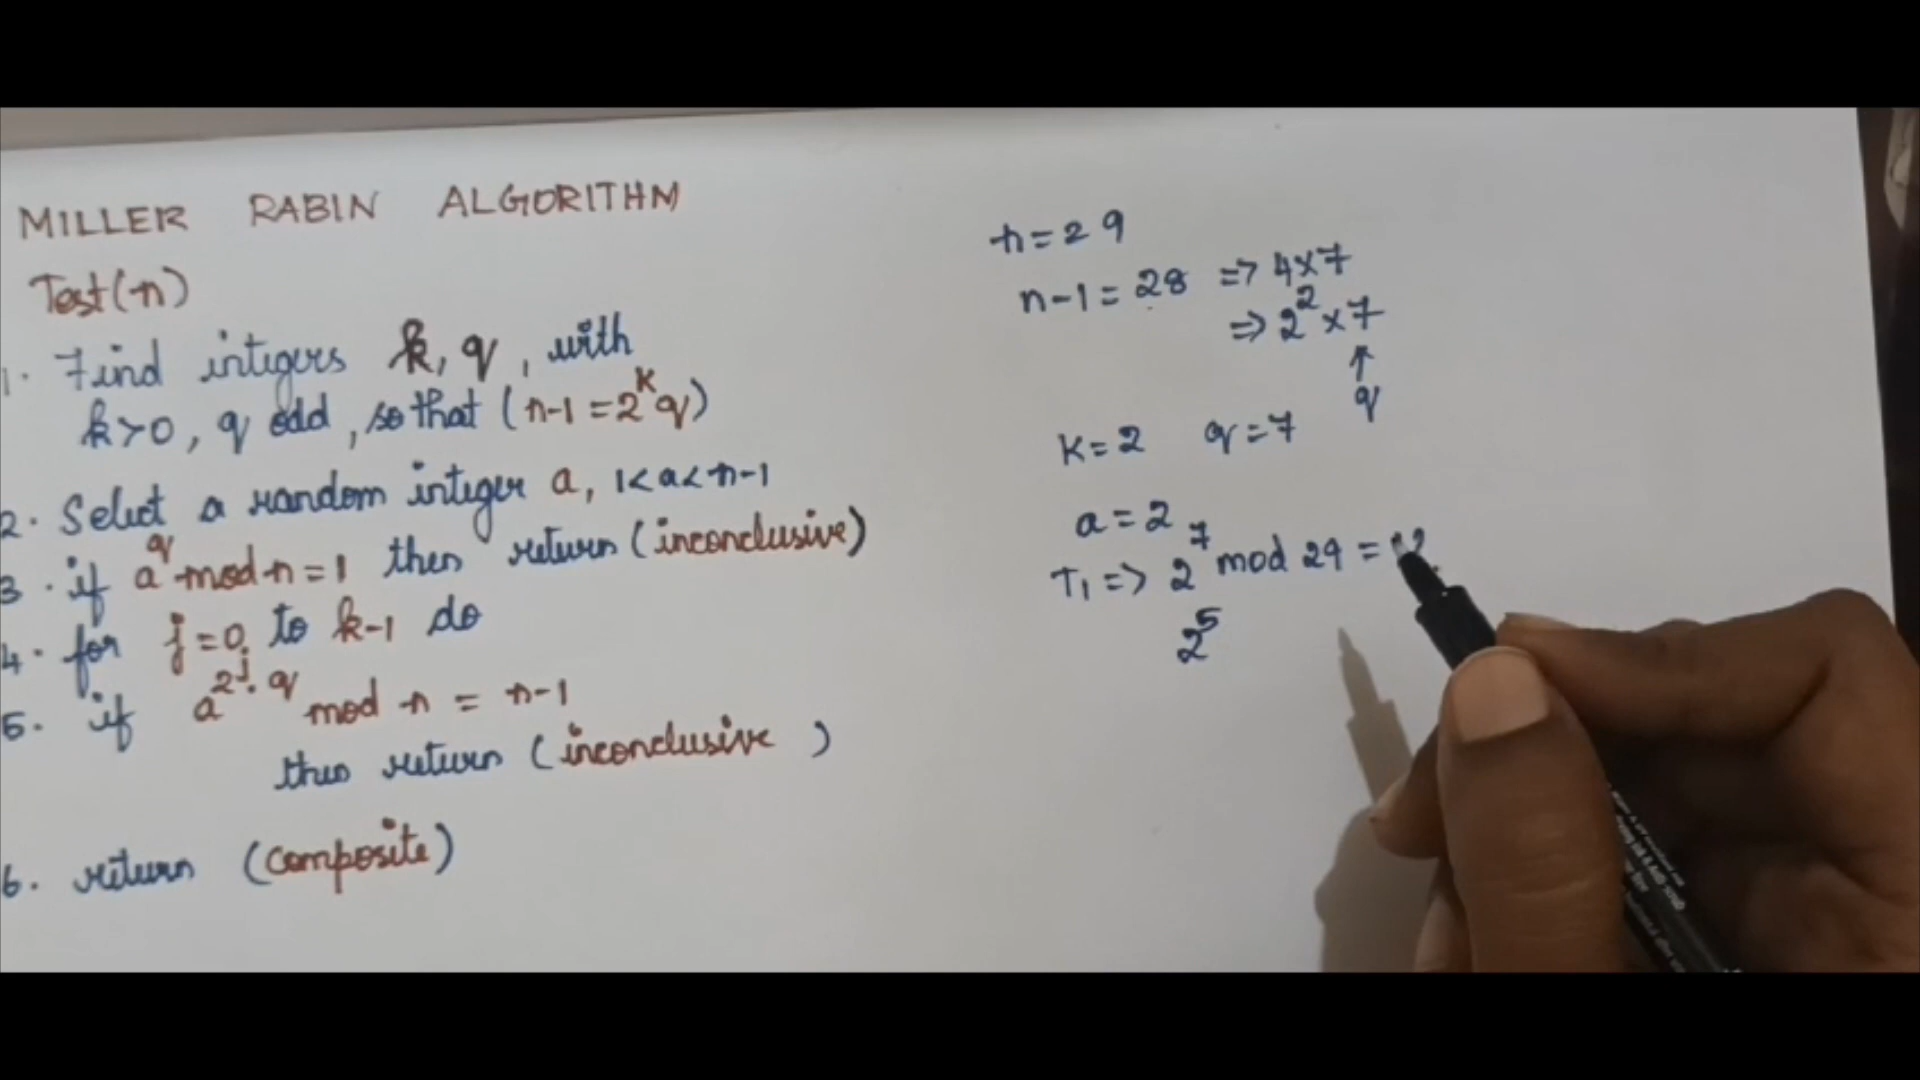 MILLER RABIN ALGORITHM
Test(n)
1. Find intigers k, q, with
k>0, q odd, so that (n-1 = 2^k q)
2. Select a random integer a, 1<a<n-1
3. if a^q mod n = 1 then return (inconclusive)
4. for j = 0 to k-1 do
5. if a^2^j.q mod n = n-1
then return (inconclusive)
6. return (composite)
n = 29
n-1 = 28 => 4x7
=> 2^2 x 7
↑
q
K = 2 q = 7
a = 2
T1 => 2^7 mod 29 =
2^5